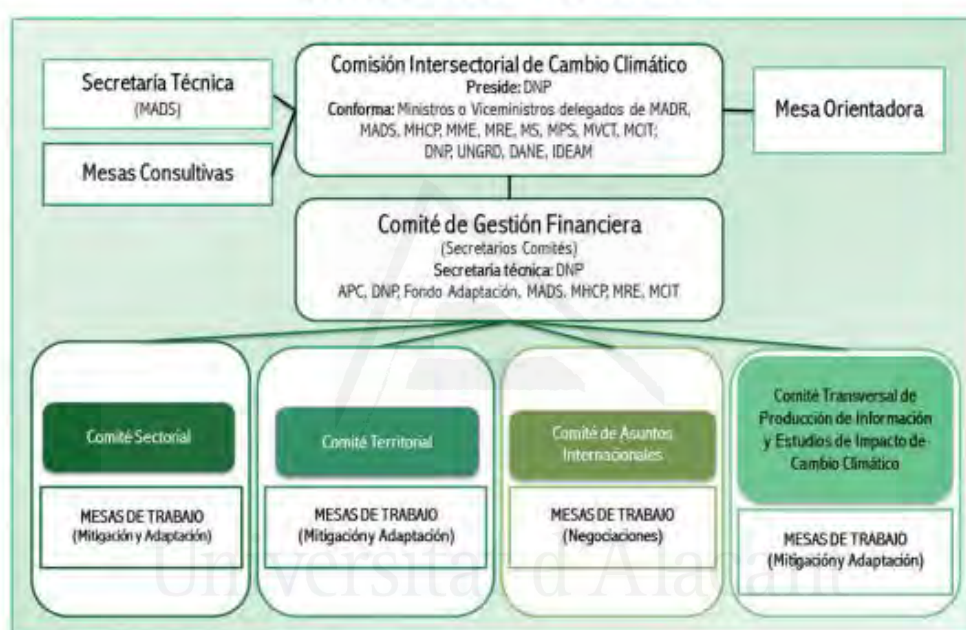 Secretaría Técnica
(MADS)
Mesas Consultivas
Comisión Intersectorial de Cambio Climático
Preside: DNP
Conforma: Ministros o Viceministros delegados de MADR,
MADS, MHCP, MME, MRE, MS, MPS, MVCT, MCIT;
DNP, UNGRD, DANE, IDEAM
Mesa Orientadora
Comité de Gestión Financiera
(Secretarios Comités)
Secretaría técnica: DNP
APC, DNP, Fondo Adaptación, MADS. MHCP, MRE, MCIT
Comité Sectorial
MESAS DE TRABAJO
(Mitigación y Adaptación)
Comité Territorial
MESAS DE TRABAJO
(Mitigación y Adaptación)
Comité de Asuntos
Internacionales
MESAS DE TRABAJO
(Negociaciones)
Comité Transversal de
Producción de Información
y Estudios de Impacto de
Cambio Climático
MESAS DE TRABAJO
(Mitigación y Adaptación)
Universitat d'Alacant